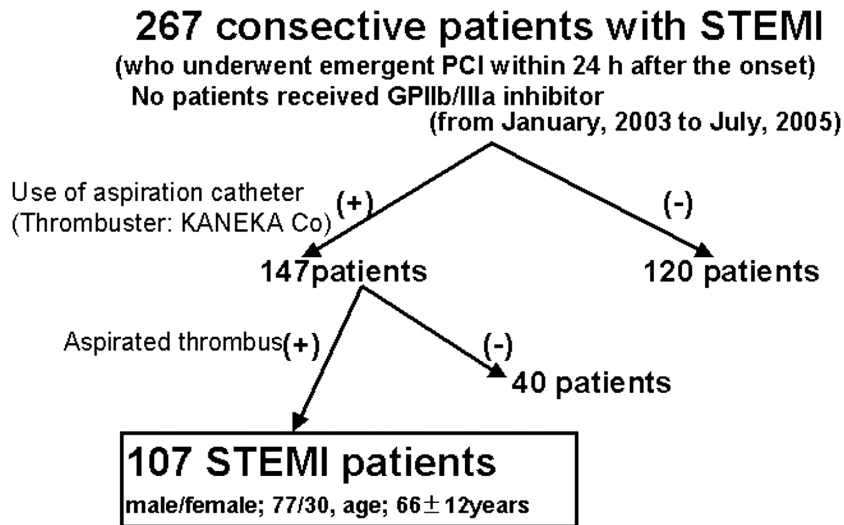 267 consective patients with STEMI
(who underwent emergent PCI within 24 h after the onset)
No patients received GPIIb/IIIa inhibitor
(from January, 2003 to July, 2005)
Use of aspiration catheter
(Thrombuster: KANEKA Co)
(+)
(-)
147patients
120 patients
Aspirated thrombus(+)
(-)
40 patients
107 STEMI patients
male/female; 77/30, age; 66±12years